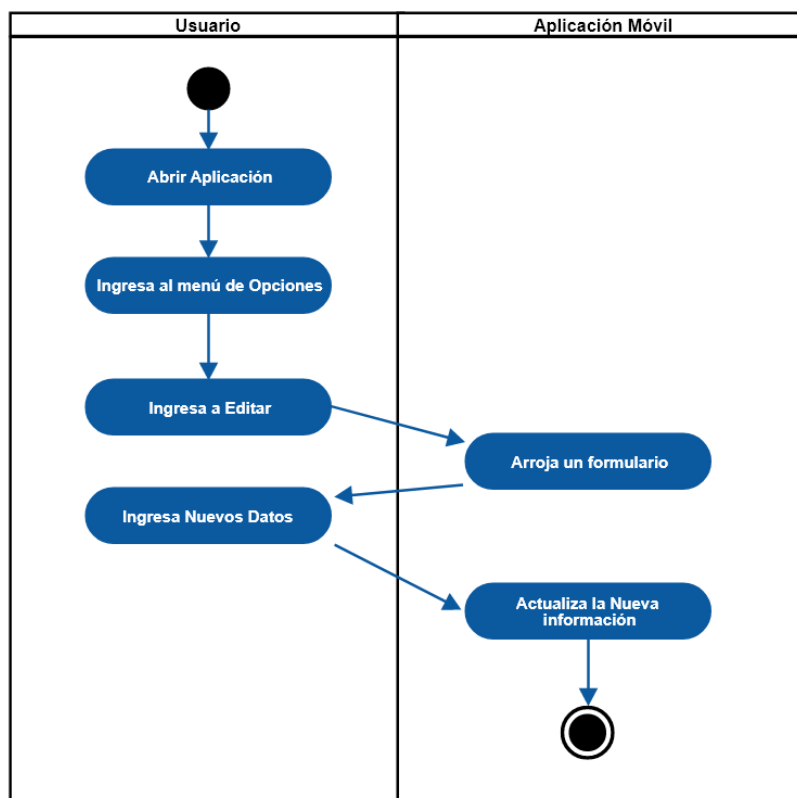 Usuario
Aplicación Móvil
Abrir Aplicación
Ingresa al menú de Opciones
Ingresa a Editar
Arroja un formulario
Ingresa Nuevos Datos
Actualiza la Nueva
información